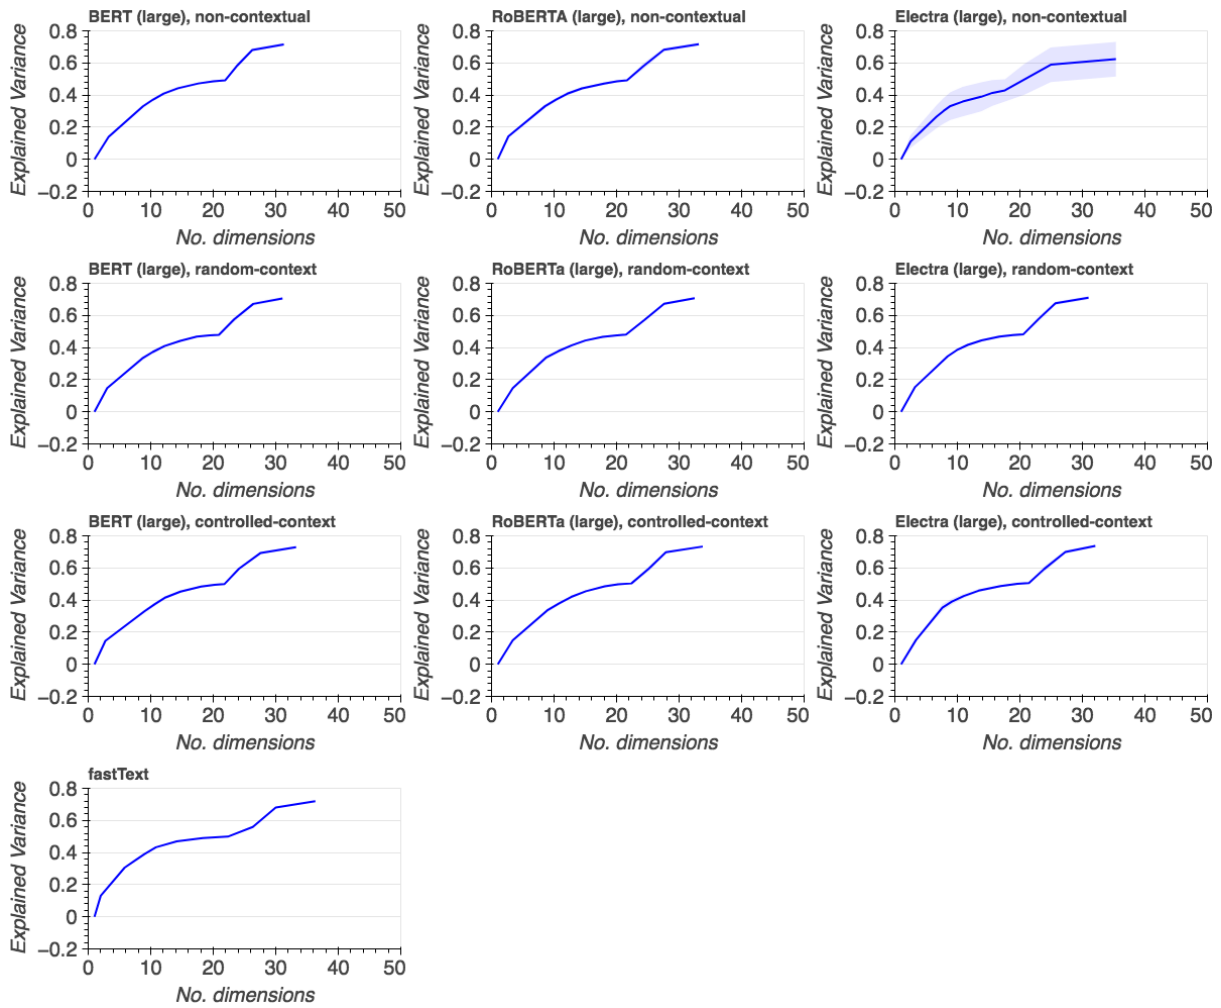 BERT (large), non-contextual
0.8
0.6
0.4
0.2
0
−0.2
Explained Variance
0 10 20 30 40 50
No. dimensions
RoBERTA (large), non-contextual
0.8
0.6
0.4
0.2
0
−0.2
Explained Variance
0 10 20 30 40 50
No. dimensions
Electra (large), non-contextual
0.8
0.6
0.4
0.2
0
−0.2
Explained Variance
0 10 20 30 40 50
No. dimensions
BERT (large), random-context
0.8
0.6
0.4
0.2
0
−0.2
Explained Variance
0 10 20 30 40 50
No. dimensions
RoBERTa (large), random-context
0.8
0.6
0.4
0.2
0
−0.2
Explained Variance
0 10 20 30 40 50
No. dimensions
Electra (large), random-context
0.8
0.6
0.4
0.2
0
−0.2
Explained Variance
0 10 20 30 40 50
No. dimensions
BERT (large), controlled-context
0.8
0.6
0.4
0.2
0
−0.2
Explained Variance
0 10 20 30 40 50
No. dimensions
RoBERTa (large), controlled-context
0.8
0.6
0.4
0.2
0
−0.2
Explained Variance
0 10 20 30 40 50
No. dimensions
Electra (large), controlled-context
0.8
0.6
0.4
0.2
0
−0.2
Explained Variance
0 10 20 30 40 50
No. dimensions
fastText
0.8
0.6
0.4
0.2
0
−0.2
Explained Variance
0 10 20 30 40 50
No. dimensions